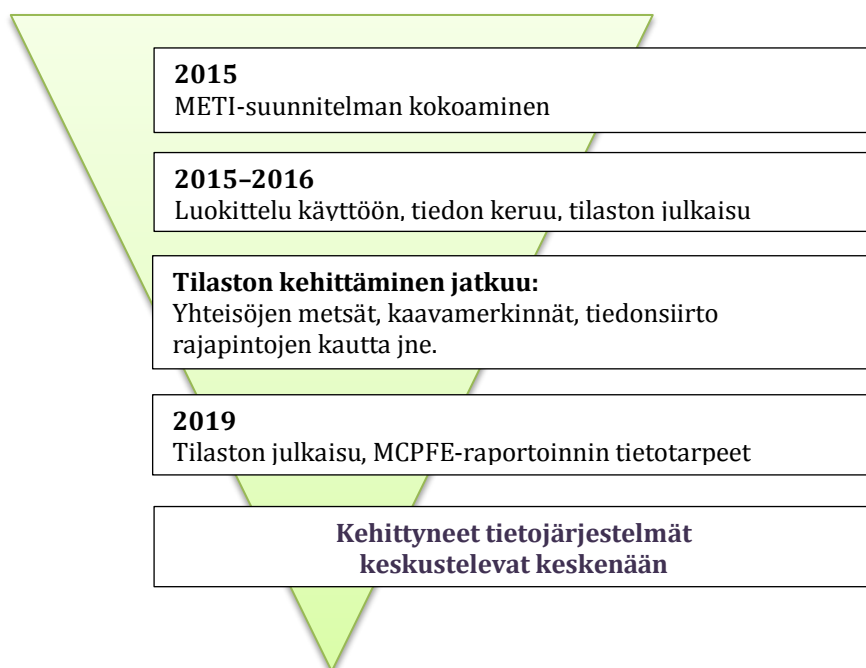 2015
METI-suunnitelman kokoaminen
2015–2016
Luokittelu käyttöön, tiedon keruu, tilaston julkaisu
Tilaston kehittäminen jatkuu:
Yhteisöjen metsät, kaavamerkinnät, tiedonsiirto
rajapintojen kautta jne.
2019
Tilaston julkaisu, MCPFE-raportoinnin tietotarpeet
Kehittyneet tietojärjestelmät
keskustelevat keskenään